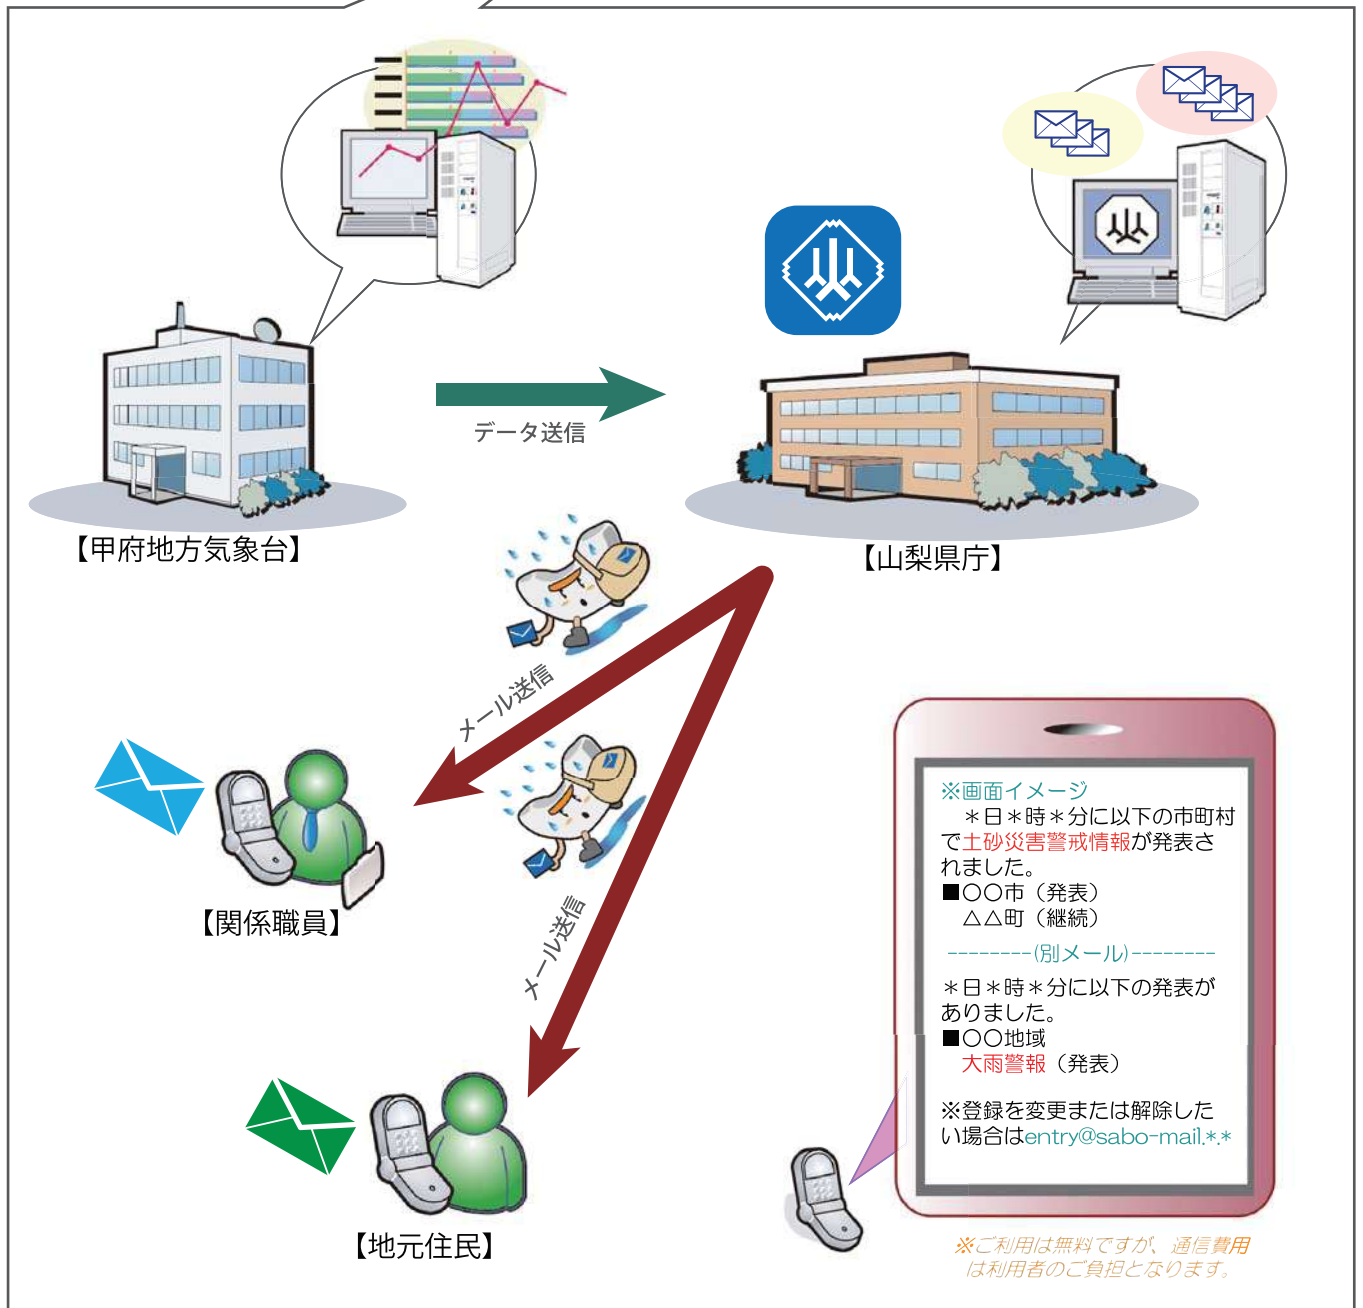 データ送信
【甲府地方気象台】
【山梨県庁】
メール送信
メール送信
【関係職員】
【地元住民】
※画面イメージ
＊日＊時＊分に以下の市町村
で土砂災害警戒情報が発表さ
れました。
■〇〇市（発表）
△△町（継続）
--------(別メール)--------
＊日＊時＊分に以下の発表が
ありました。
■〇〇地域
大雨警報（発表）
※登録を変更または解除した
い場合はentry@sabo-mail.*.*
※ご利用は無料ですが、通信費用
は利用者のご負担となります。